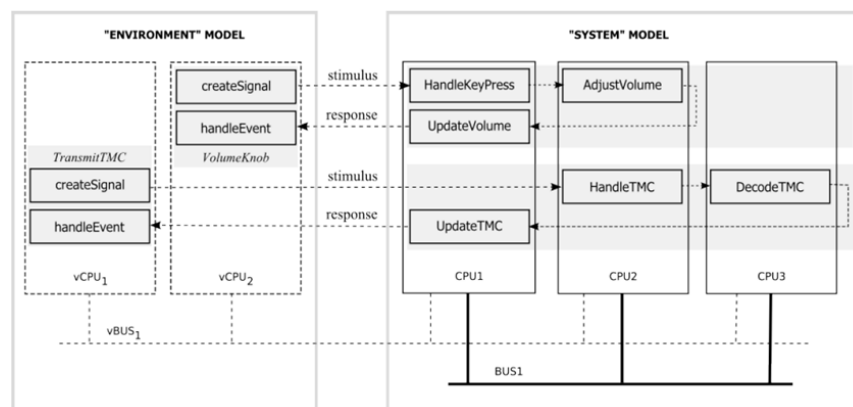 "ENVIRONMENT" MODEL
"SYSTEM" MODEL
createSignal
stimulus
HandleKeyPress
AdjustVolume
handleEvent
response
UpdateVolume
TransmitTMC
VolumeKnob
createSignal
stimulus
HandleTMC
DecodeTMC
handleEvent
response
UpdateTMC
vCPU1
vCPU2
CPU1
CPU2
CPU3
vBUS1
BUS1